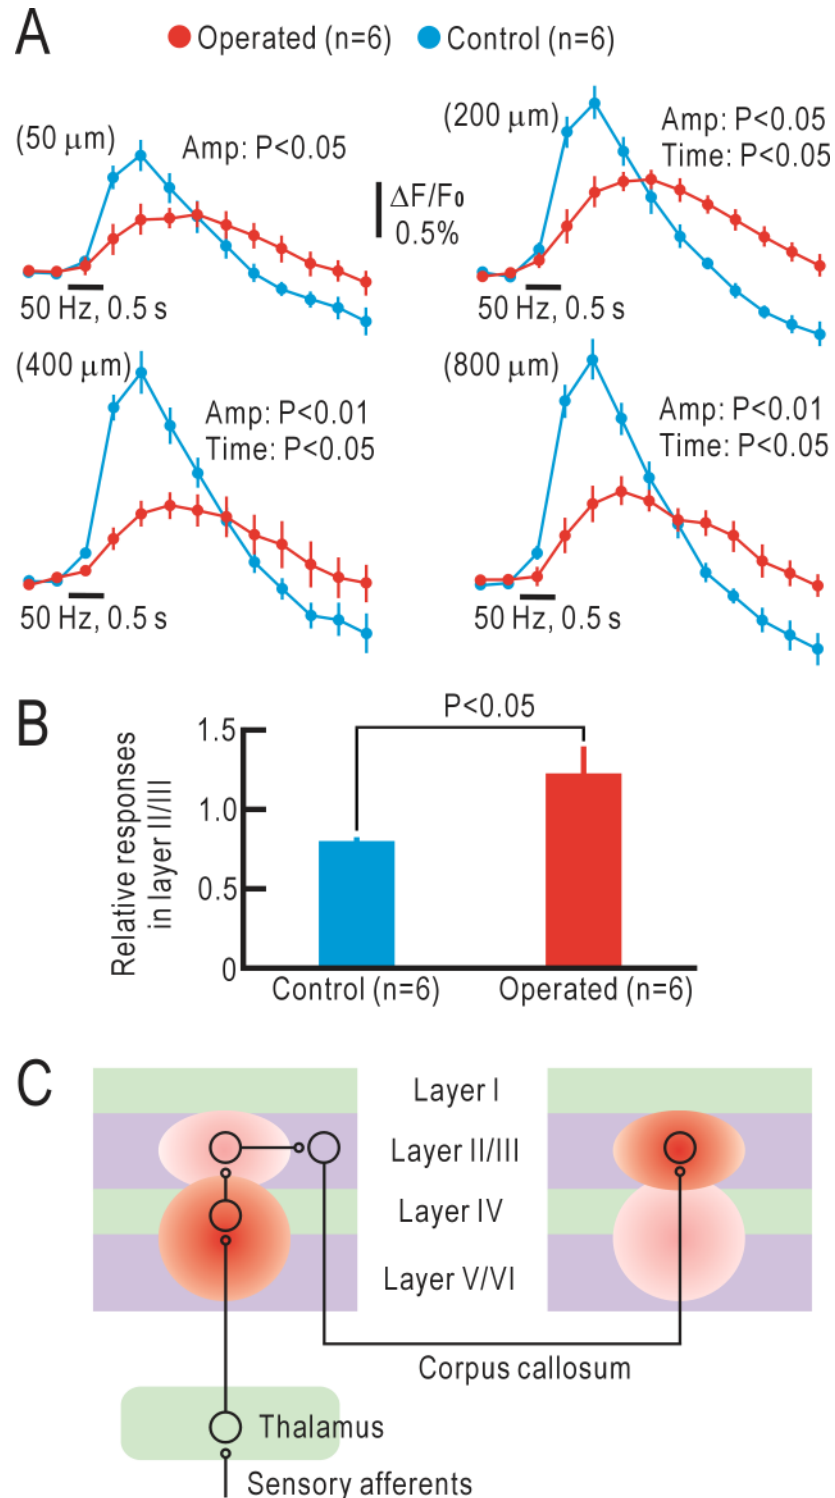 A
Operated (n=6) Control (n=6)
(50 μm)
Amp: P<0.05
ΔF/F₀
0.5%
50 Hz, 0.5 s
(200 μm)
Amp: P<0.05
Time: P<0.05
50 Hz, 0.5 s
(400 μm)
Amp: P<0.01
Time: P<0.05
50 Hz, 0.5 s
(800 μm)
Amp: P<0.01
Time: P<0.05
50 Hz, 0.5 s
B
P<0.05
Relative responses
in layer II/III
1.5
1.0
0.5
0
Control (n=6) Operated (n=6)
C
Layer I
Layer II/III
Layer IV
Layer V/VI
Corpus callosum
Thalamus
Sensory afferents